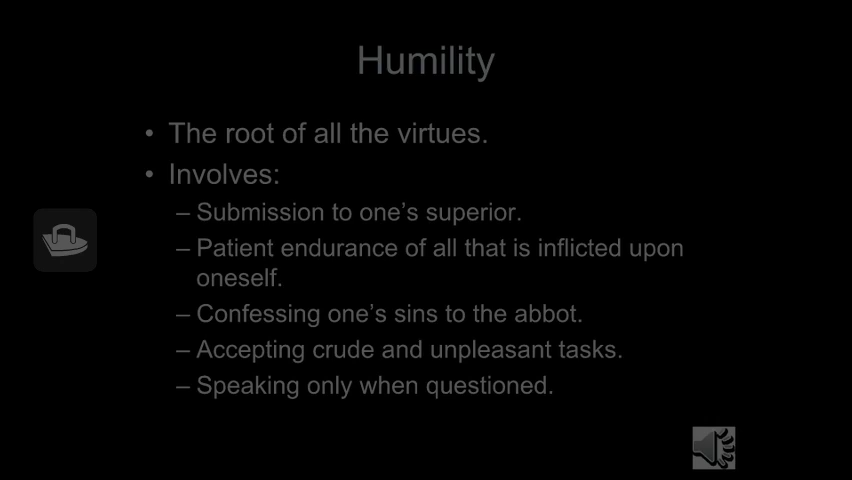 Humility
• The root of all the virtues.
• Involves:
– Submission to one’s superior.
– Patient endurance of all that is inflicted upon
oneself.
– Confessing one’s sins to the abbot.
– Accepting crude and unpleasant tasks.
– Speaking only when questioned.